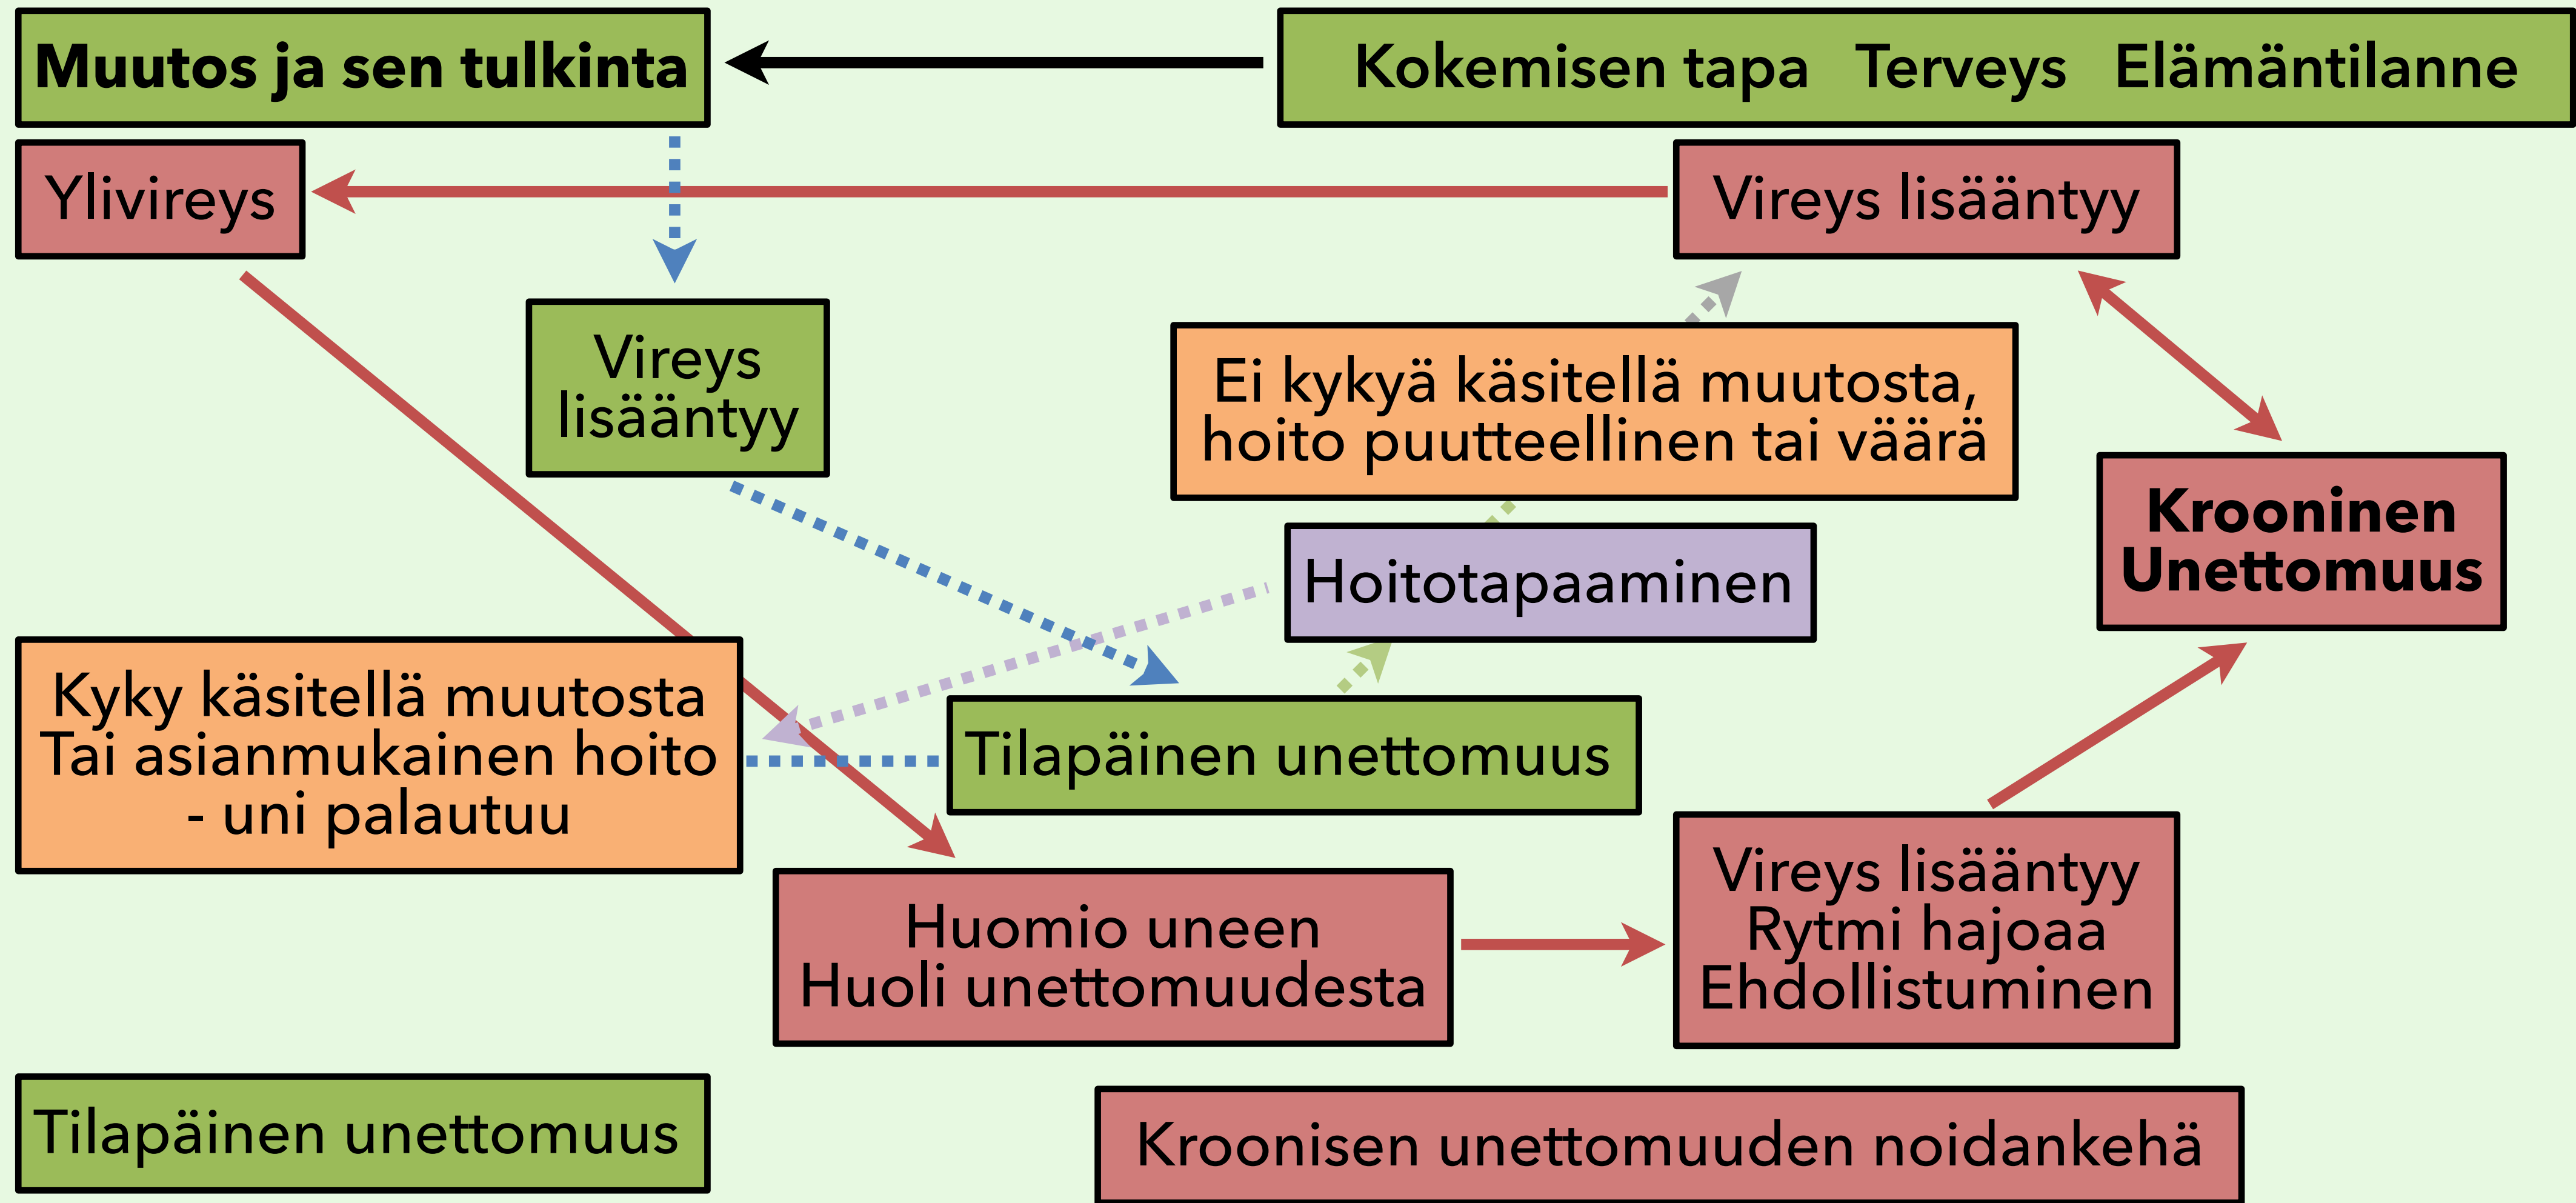 Muutos ja sen tulkinta
Kokemisen tapa Terveys Elämäntilanne
Ylivireys
Vireys lisääntyy
Vireys
lisääntyy
Ei kykyä käsitellä muutosta,
hoito puutteellinen tai väärä
Krooninen
Unettomuus
Hoitotapaaminen
Kyky käsitellä muutosta
Tai asianmukainen hoito
- uni palautuu
Tilapäinen unettomuus
Huomio uneen
Huoli unettomuudesta
Vireys lisääntyy
Rytmi hajoaa
Ehdollistuminen
Tilapäinen unettomuus
Kroonisen unettomuuden noidankehä